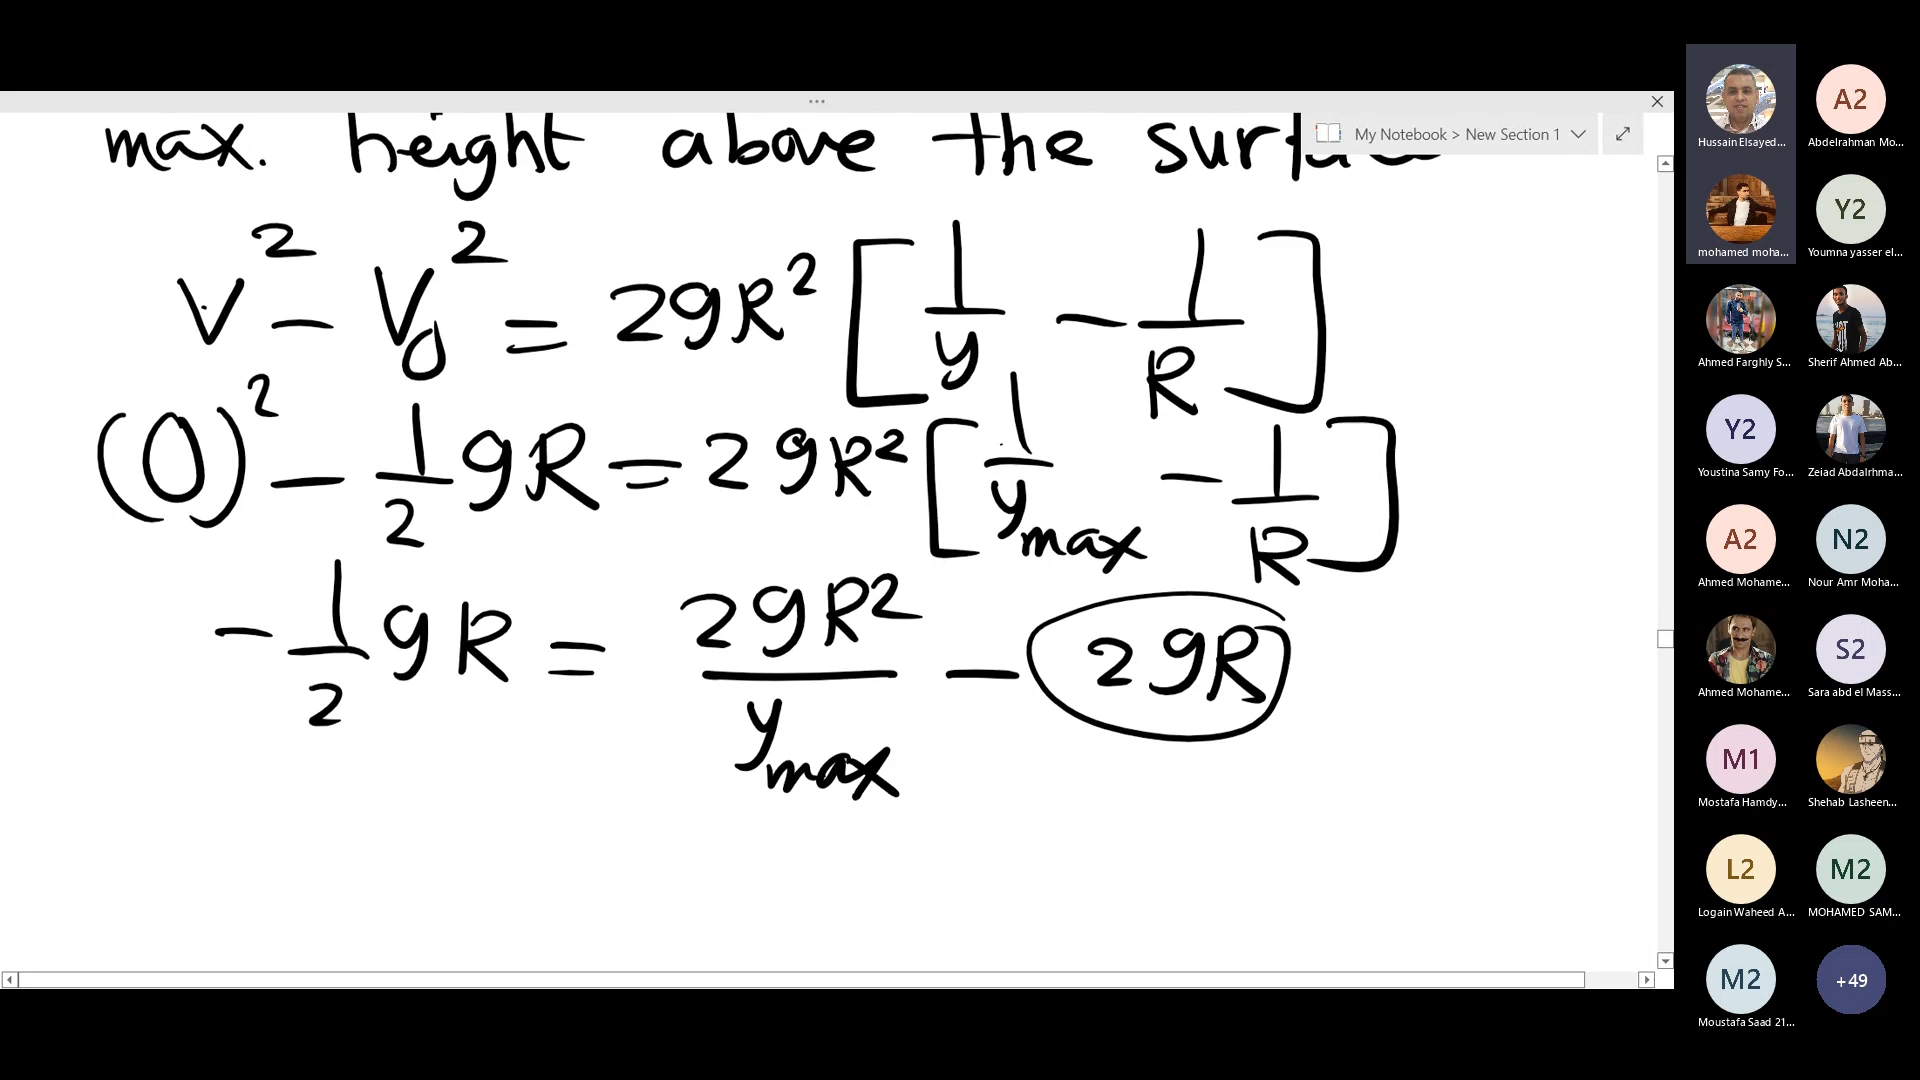 My Notebook > New Section 1
max. height above the surface
V² - V₀² = 2gR² [1/y - 1/R]
(0)² - 1/2 gR = 2gR² [1/y_max - 1/R]
-1/2 gR = 2gR²/y_max - 2gR
Hussain Elsayed...
A2
Abdelrahman Mo...
mohamed moha...
Y2
Youmna yasser el...
Ahmed Farghly S...
Sherif Ahmed Ab...
Y2
Youstina Samy Fo...
Zeiad Abdalrhma...
A2
Ahmed Mohame...
N2
Nour Amr Moha...
Ahmed Mohame...
S2
Sara abd el Mass...
M1
Mostafa Hamdy...
Shehab Lasheen...
L2
Logain Waheed A...
M2
MOHAMED SAM...
M2
Moustafa Saad 21...
+49